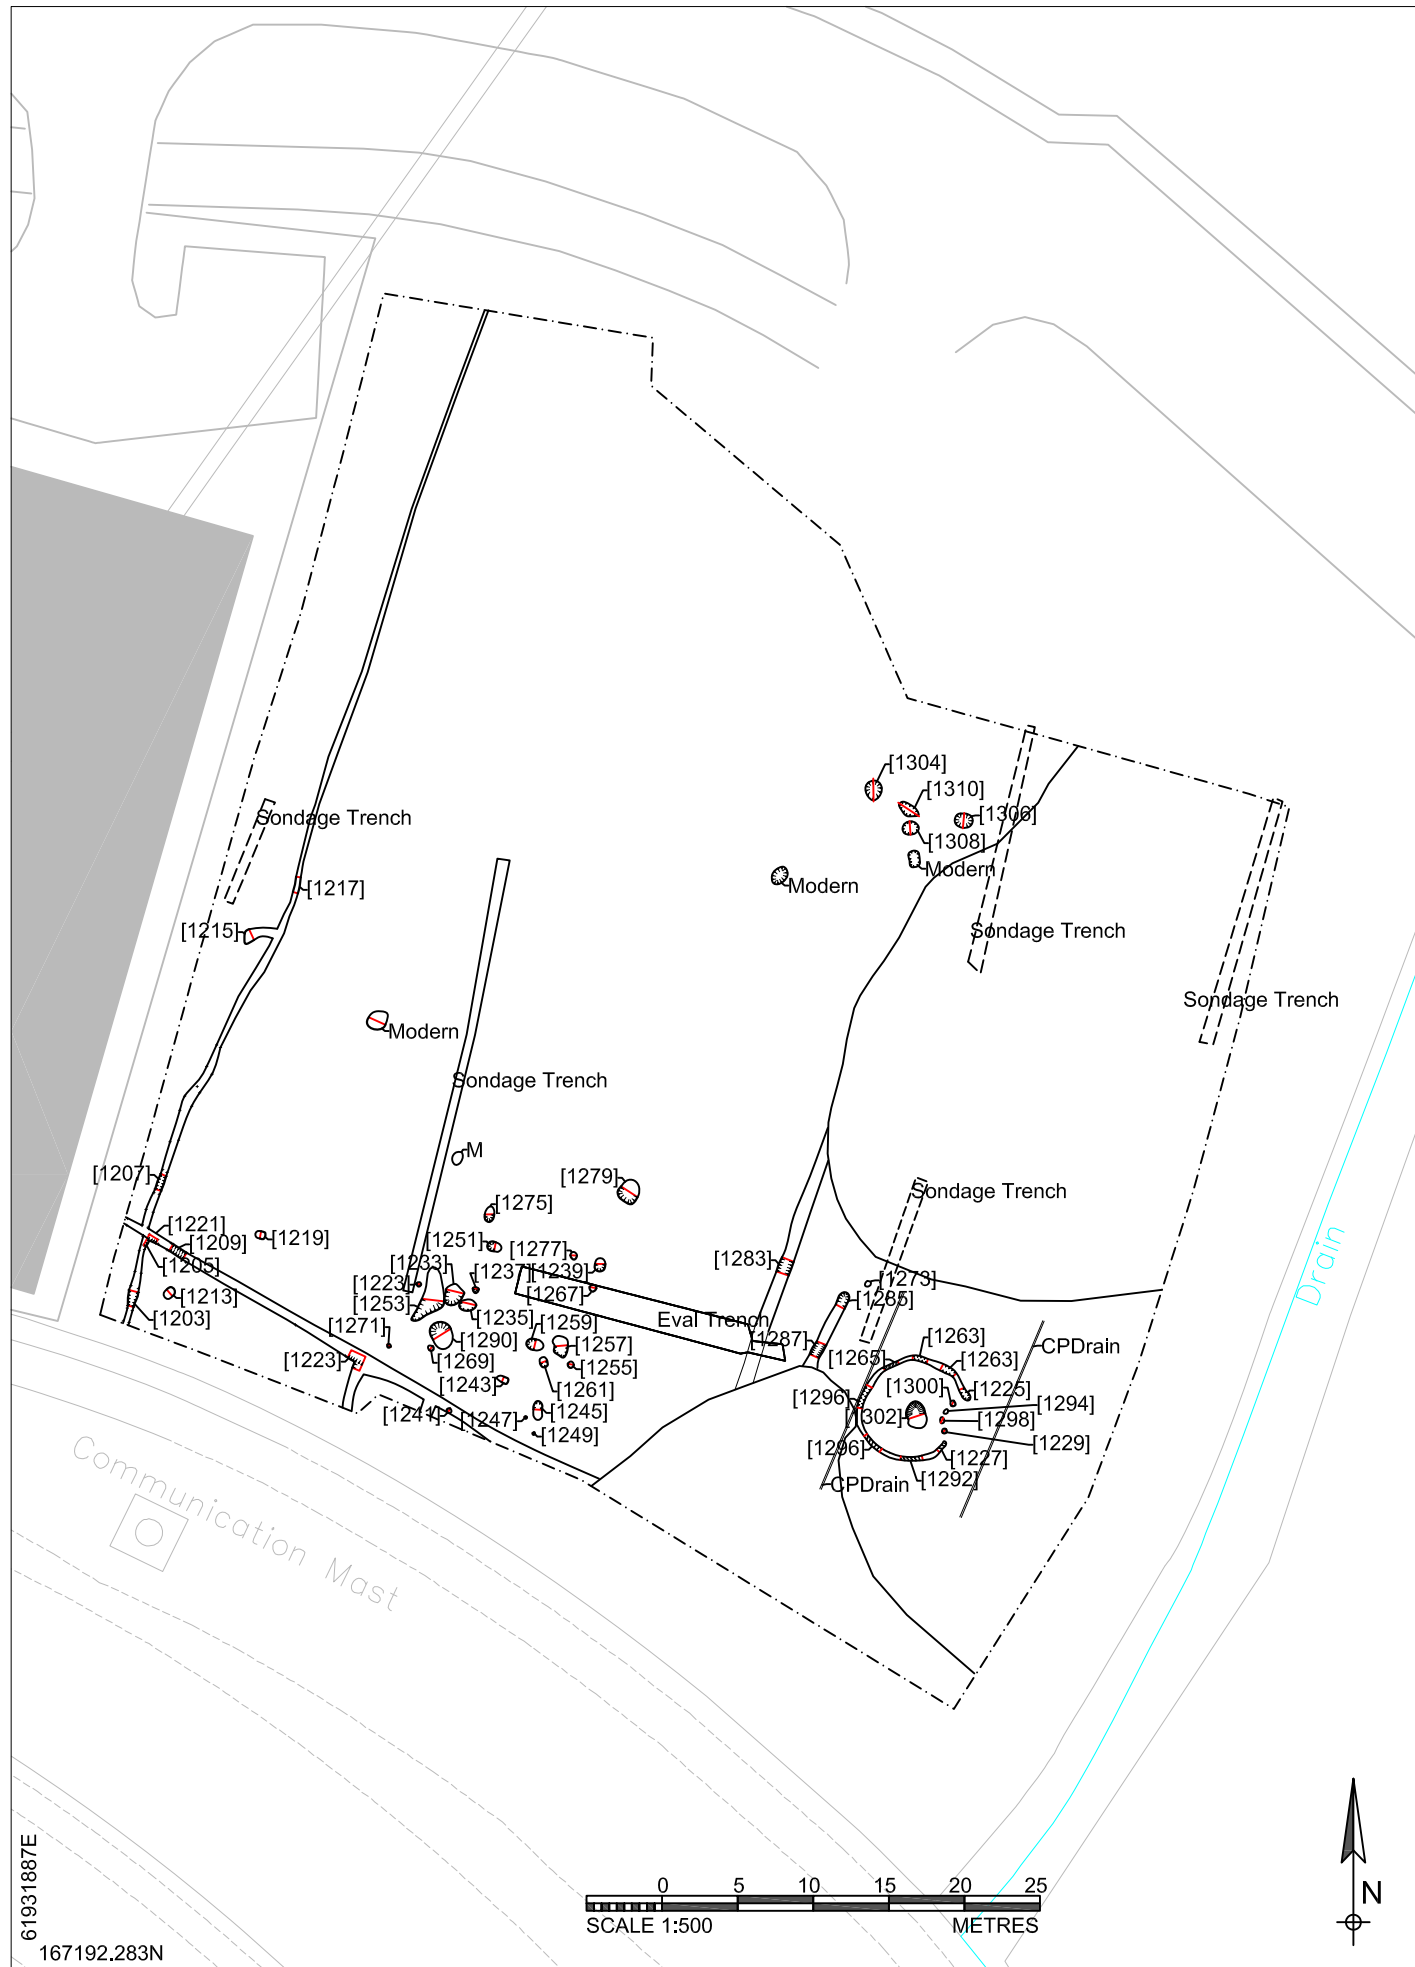 [1304]
[1310]
[1306]
[1308]
Modern
Modern
Sondage Trench
[1217]
[1215]
Sondage Trench
Sondage Trench
Modern
Sondage Trench
M
[1207]
[1279]
Sondage Trench
[1275]
[1221]
[1209]
[1219]
[1251]
[1277]
[1205]
[1233]
[1237]
[1239]
[1283]
[1223]
[1273]
[1213]
[1267]
[1285]
[1203]
[1253]
[1235]
Eval Trench
[1271]
[1290]
[1259]
[1257]
[1287]
[1263]
CPDrain
[1223]
[1269]
[1255]
[1265]
[1263]
[1243]
[1261]
[1300]
[1225]
[1296]
[1294]
[1241]
[1247]
[1245]
[302]
[1298]
[1249]
[1229]
[1296]
[1227]
[1292]
CPDrain
Drain
Communication Mast
0 5 10 15 20 25
SCALE 1:500 METRES
N
61931887E
167192.283N